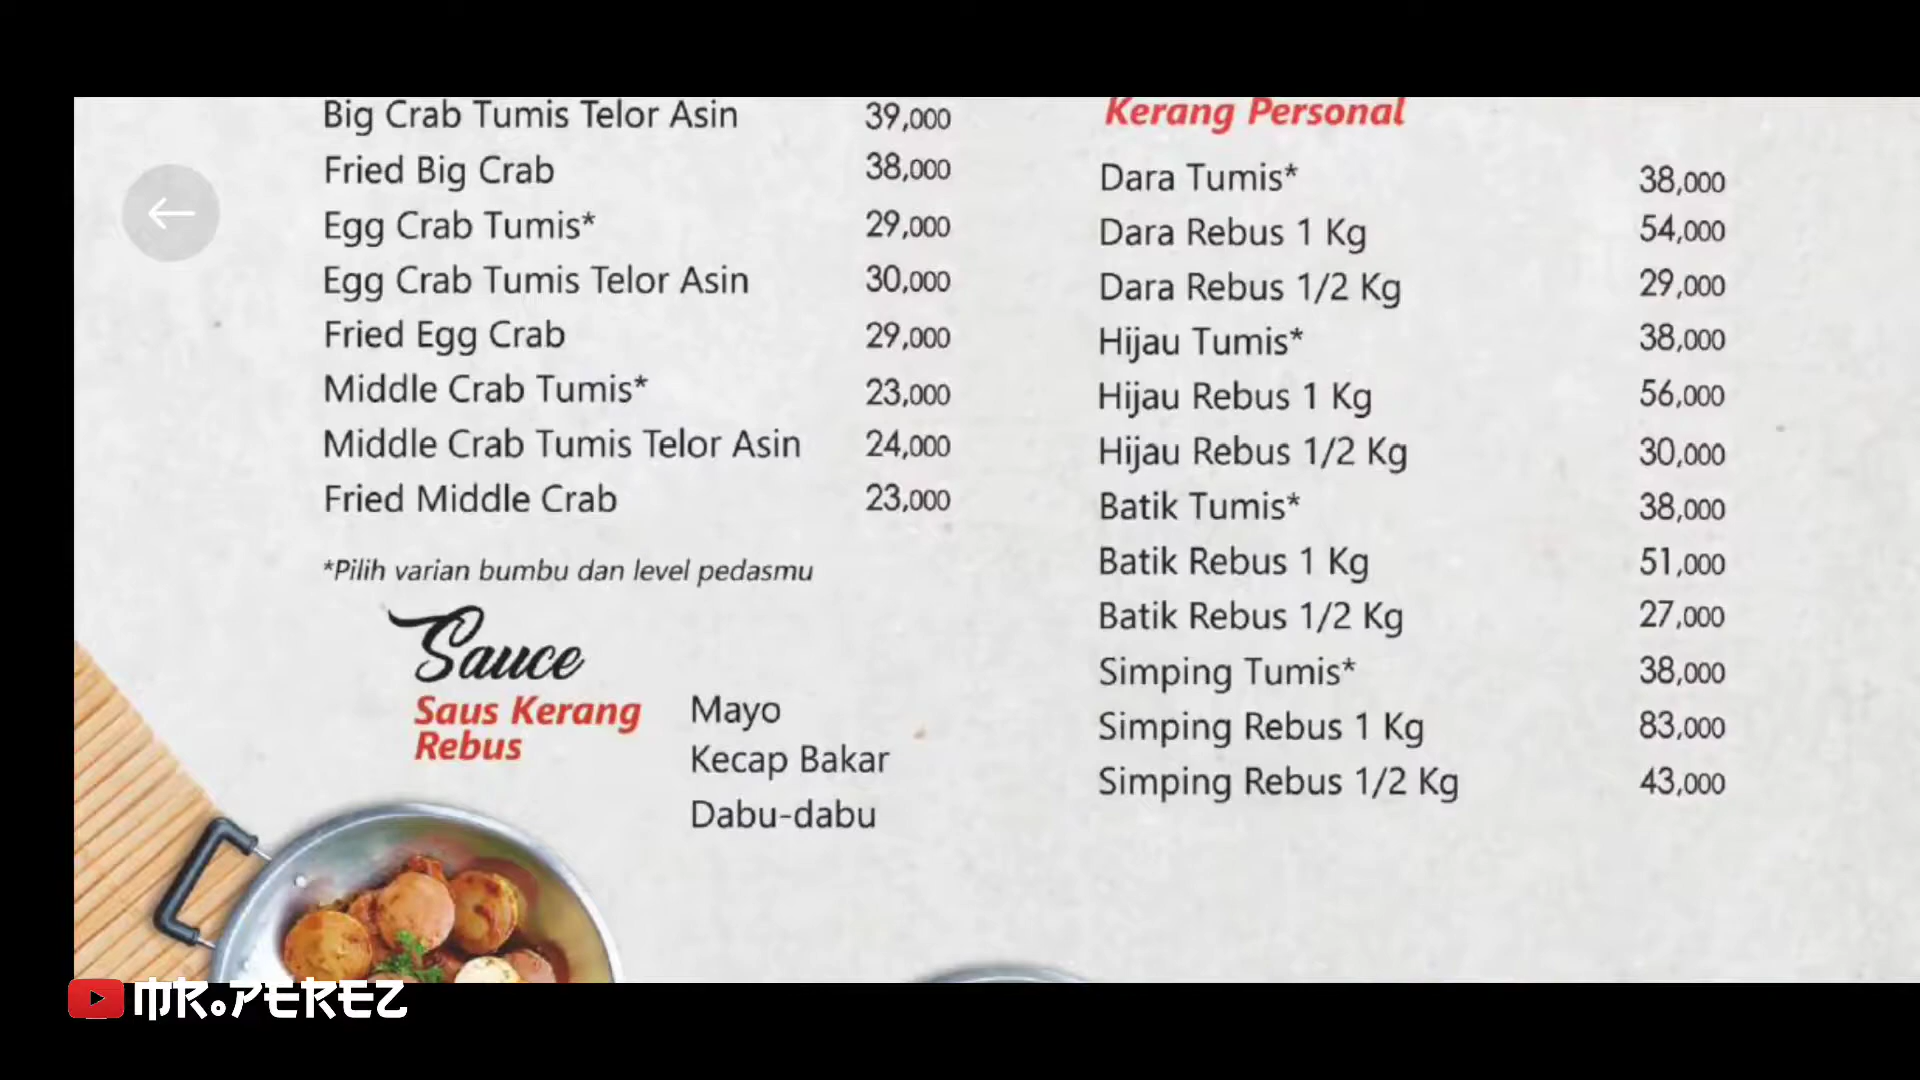 Big Crab Tumis Telor Asin 39,000
Fried Big Crab 38,000
Egg Crab Tumis* 29,000
Egg Crab Tumis Telor Asin 30,000
Fried Egg Crab 29,000
Middle Crab Tumis* 23,000
Middle Crab Tumis Telor Asin 24,000
Fried Middle Crab 23,000
*Pilih varian bumbu dan level pedasmu
Sauce
Saus Kerang
Rebus
Mayo
Kecap Bakar
Dabu-dabu
Kerang Personal
Dara Tumis* 38,000
Dara Rebus 1 Kg 54,000
Dara Rebus 1/2 Kg 29,000
Hijau Tumis* 38,000
Hijau Rebus 1 Kg 56,000
Hijau Rebus 1/2 Kg 30,000
Batik Tumis* 38,000
Batik Rebus 1 Kg 51,000
Batik Rebus 1/2 Kg 27,000
Simping Tumis* 38,000
Simping Rebus 1 Kg 83,000
Simping Rebus 1/2 Kg 43,000
MR.PEREZ